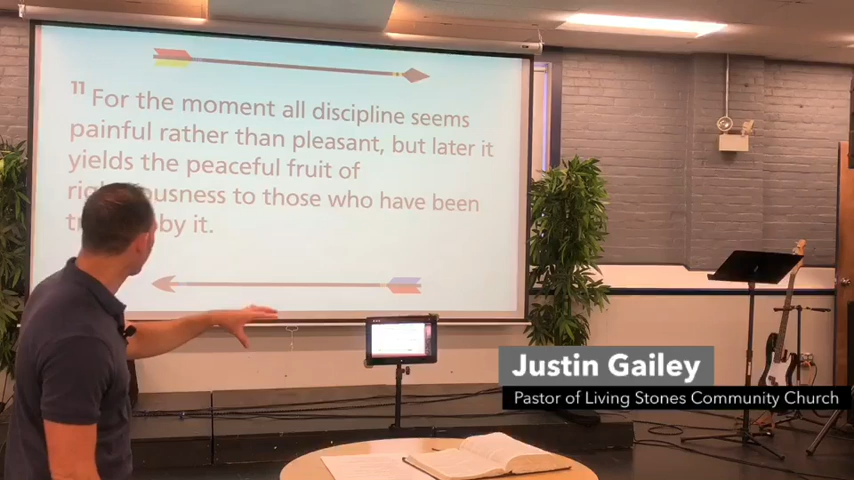 11 For the moment all discipline seems
painful rather than pleasant, but later it
yields the peaceful fruit of
righteousness to those who have been
by it.
Justin Gailey
Pastor of Living Stones Community Church